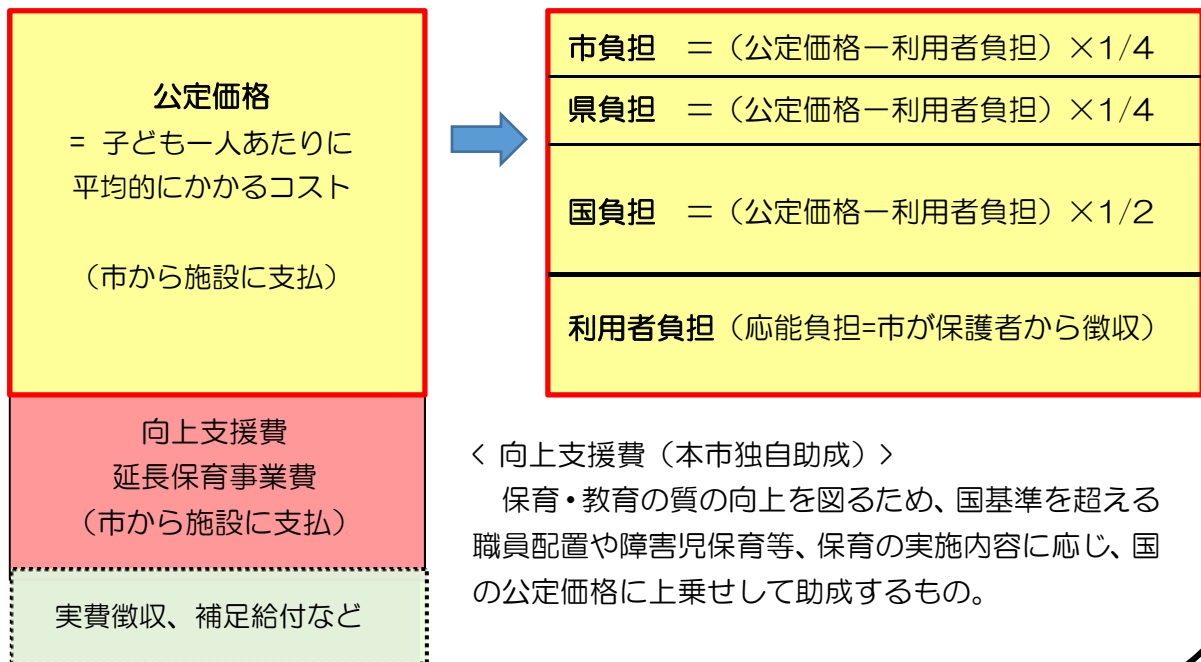 公定価格
= 子ども一人あたりに
平均的にかかるコスト
（市から施設に支払）
向上支援費
延長保育事業費
（市から施設に支払）
実費徴収、補足給付など
市負担　＝（公定価格－利用者負担）×１/４
県負担　＝（公定価格－利用者負担）×１/４
国負担　＝（公定価格－利用者負担）×１/２
利用者負担（応能負担=市が保護者から徴収）
＜ 向上支援費（本市独自助成）＞
保育・教育の質の向上を図るため、国基準を超える
職員配置や障害児保育等、保育の実施内容に応じ、国
の公定価格に上乗せして助成するもの。